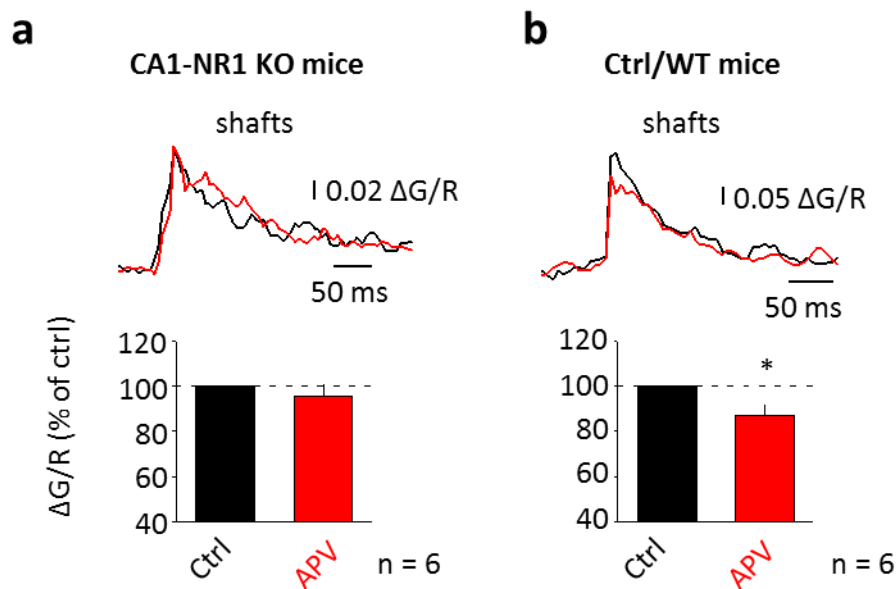 a
CA1-NR1 KO mice
shafts
0.02 ΔG/R
50 ms
ΔG/R (% of ctrl)
120
100
80
60
40
Ctrl
APV
n = 6
b
Ctrl/WT mice
shafts
0.05 ΔG/R
50 ms
120
100
80
60
40
*
Ctrl
APV
n = 6